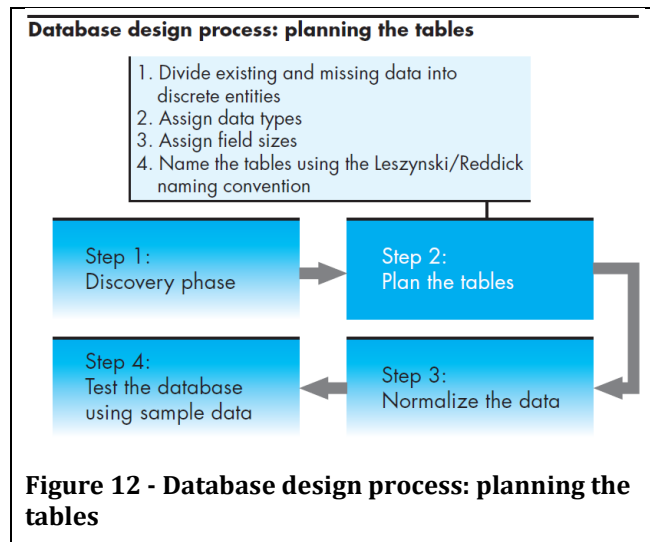 Database design process: planning the tables
1. Divide existing and missing data into
discrete entities
2. Assign data types
3. Assign field sizes
4. Name the tables using the Leszynski/Reddick
naming convention
Step 1:
Discovery phase
Step 2:
Plan the tables
Step 4:
Test the database
using sample data
Step 3:
Normalize the data
Figure 12 - Database design process: planning the
tables